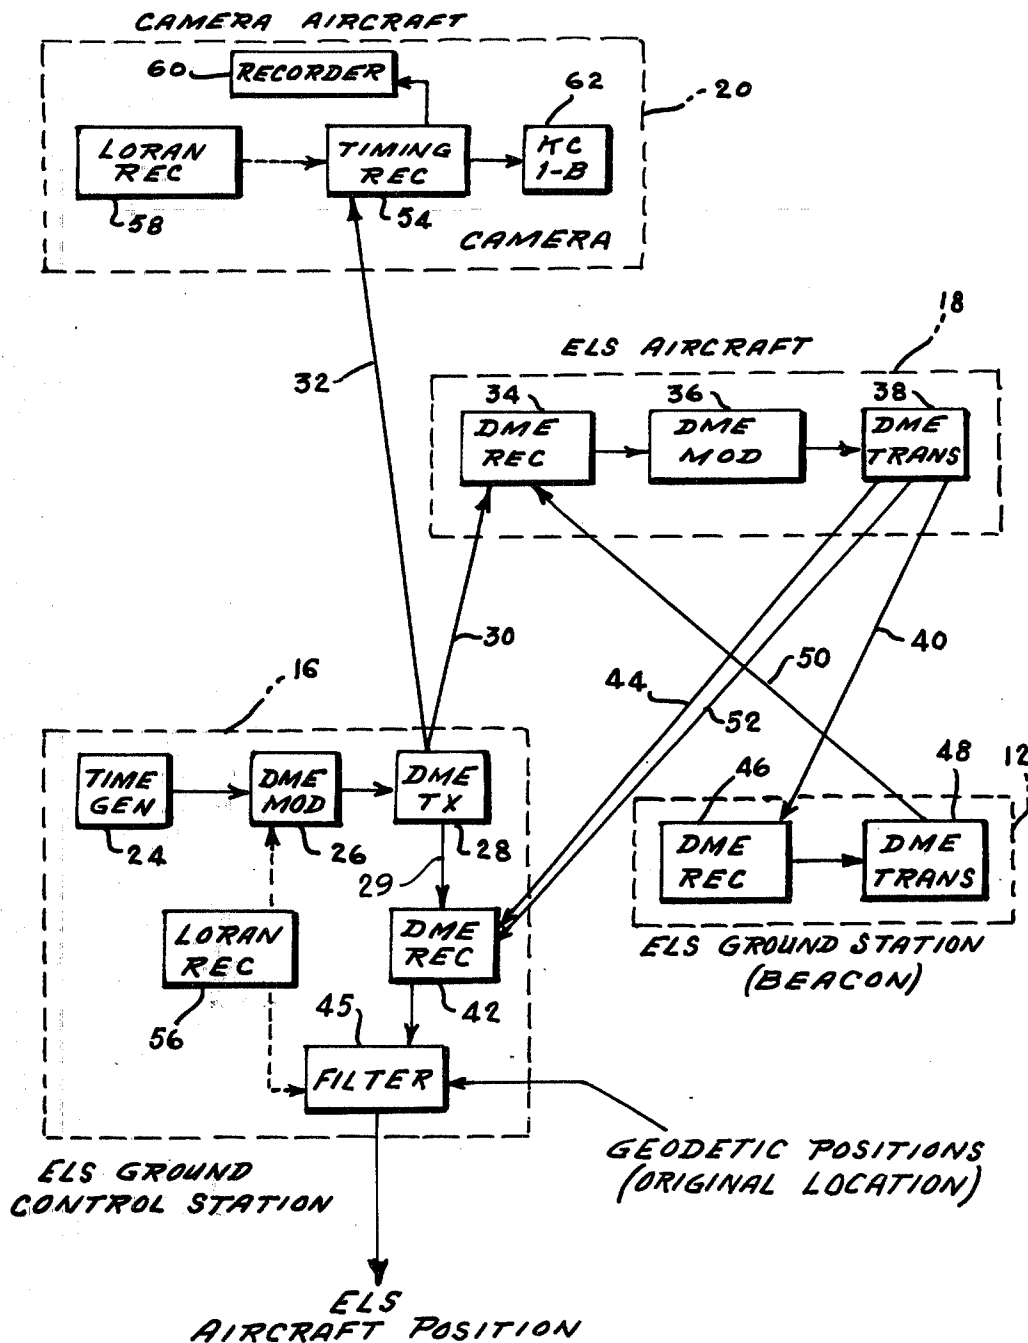 CAMERA AIRCRAFT
60
RECORDER
62
20
LORAN
REC
TIMING
REC
KC
1-B
58
54
CAMERA
18
ELS AIRCRAFT
32
34
36
38
DME
REC
DME
MOD
DME
TRANS
30
40
50
16
44
52
TIME
GEN
DME
MOD
DME
TX
46
48
12
24
26
28
DME
REC
DME
TRANS
29
LORAN
REC
DME
REC
ELS GROUND STATION
(BEACON)
56
45
42
FILTER
GEODETIC POSITIONS
(ORIGINAL LOCATION)
ELS GROUND
CONTROL STATION
ELS
AIRCRAFT POSITION